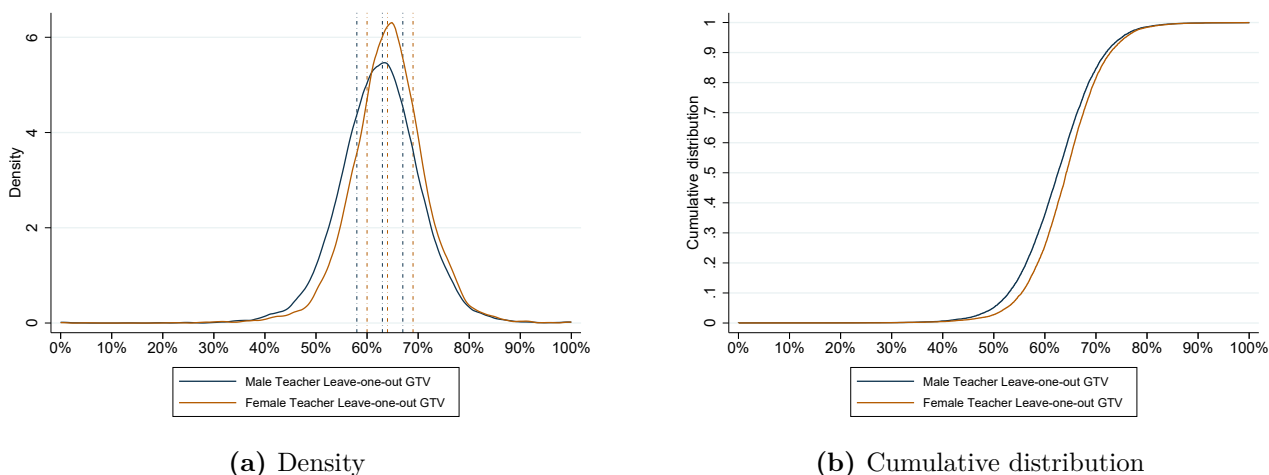 Density
6
4
2
0
0% 10% 20% 30% 40% 50% 60% 70% 80% 90% 100%
Male Teacher Leave-one-out GTV
Female Teacher Leave-one-out GTV
(a) Density
Cumulative distribution
1
.9
.8
.7
.6
.5
.4
.3
.2
.1
0
0% 10% 20% 30% 40% 50% 60% 70% 80% 90% 100%
Male Teacher Leave-one-out GTV
Female Teacher Leave-one-out GTV
(b) Cumulative distribution